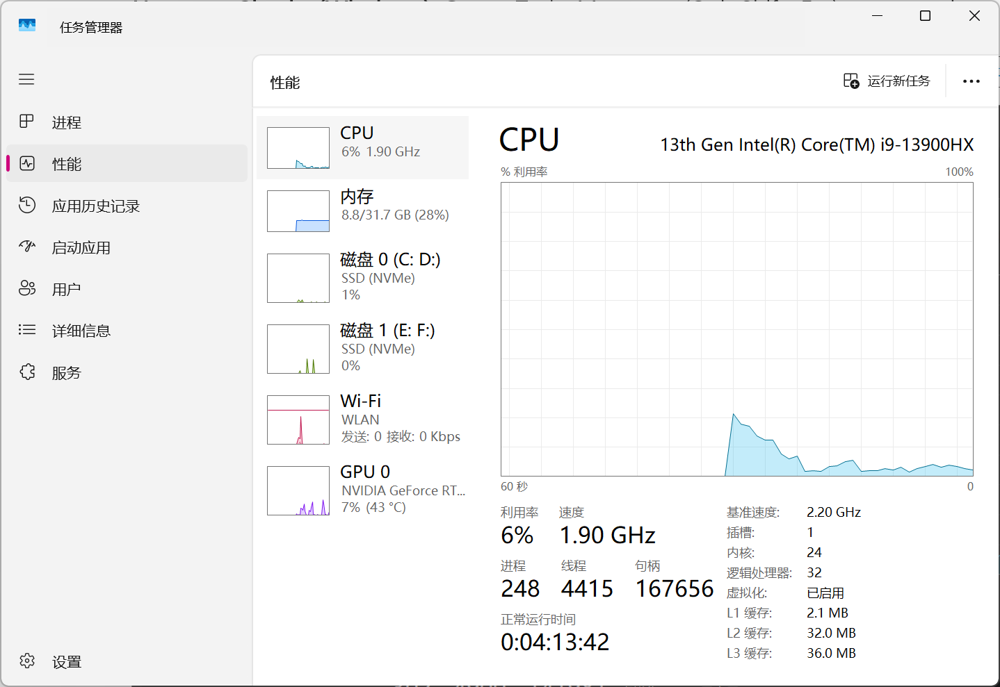 任务管理器
性能
运行新任务
进程
性能
应用历史记录
启动应用
用户
详细信息
服务
设置
CPU
6% 1.90 GHz
内存
8.8/31.7 GB (28%)
磁盘 0 (C: D:)
SSD (NVMe)
1%
磁盘 1 (E: F:)
SSD (NVMe)
0%
Wi-Fi
WLAN
发送: 0 接收: 0 Kbps
GPU 0
NVIDIA GeForce RT...
7% (43 °C)
CPU
13th Gen Intel(R) Core(TM) i9-13900HX
% 利用率
100%
60 秒
0
利用率 速度
6% 1.90 GHz
进程 线程 句柄
248 4415 167656
正常运行时间
0:04:13:42
基准速度: 2.20 GHz
插槽: 1
内核: 24
逻辑处理器: 32
虚拟化: 已启用
L1 缓存: 2.1 MB
L2 缓存: 32.0 MB
L3 缓存: 36.0 MB